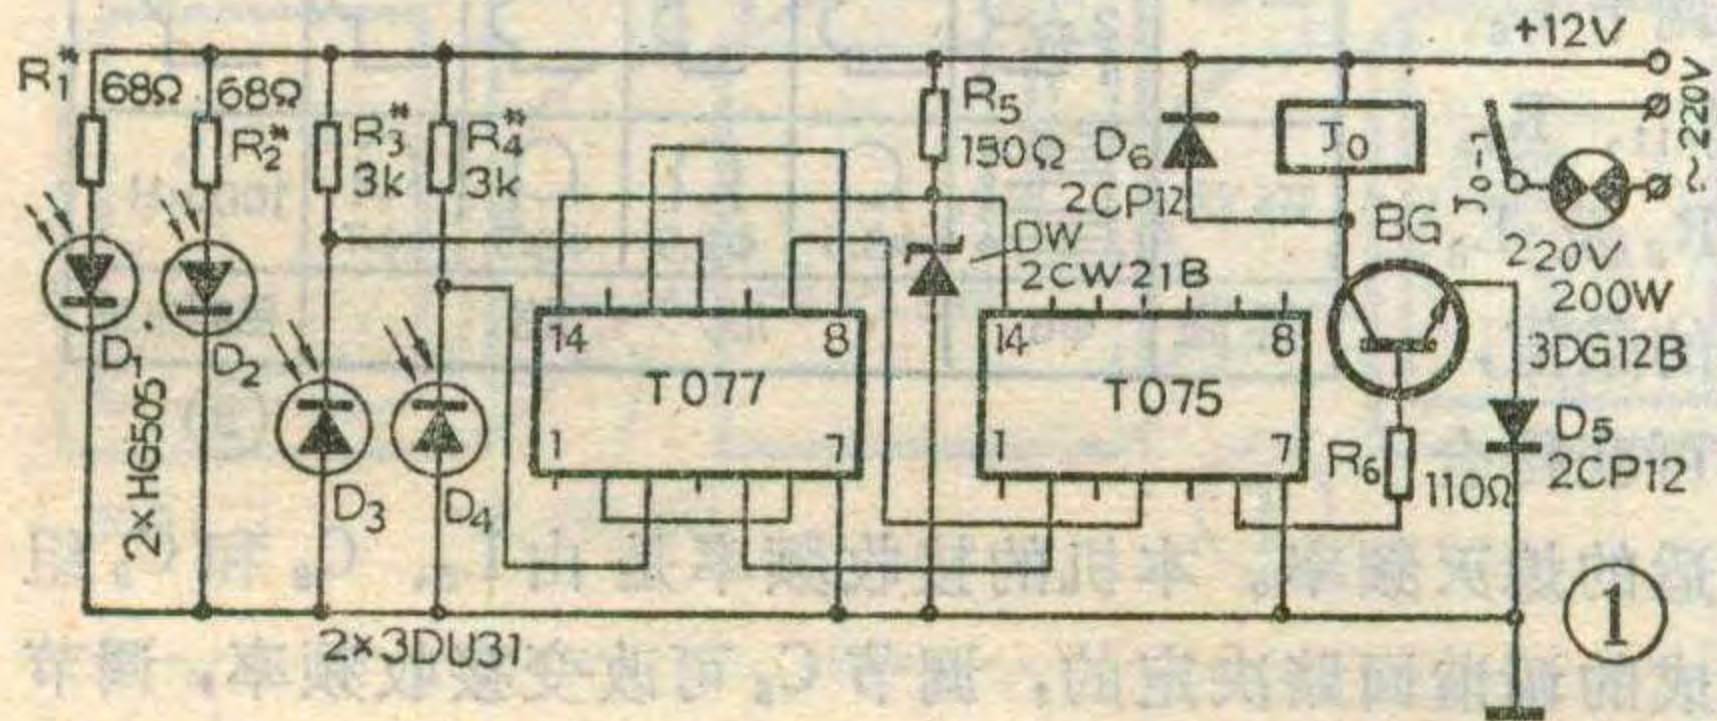 +12V
R₁*
68Ω
68Ω
R₂*
R₃*
3k
R₄*
3k
R₅
150Ω
D₆
2CP12
J₀
J₀₋₁
~220V
DW
2CW21B
BG
220V
200W
3DG12B
D₁
D₂
2×HG505
14
8
T077
1
7
14
8
T075
1
7
D₃
D₄
R₆
110Ω
D₅
2CP12
2×3DU31
①